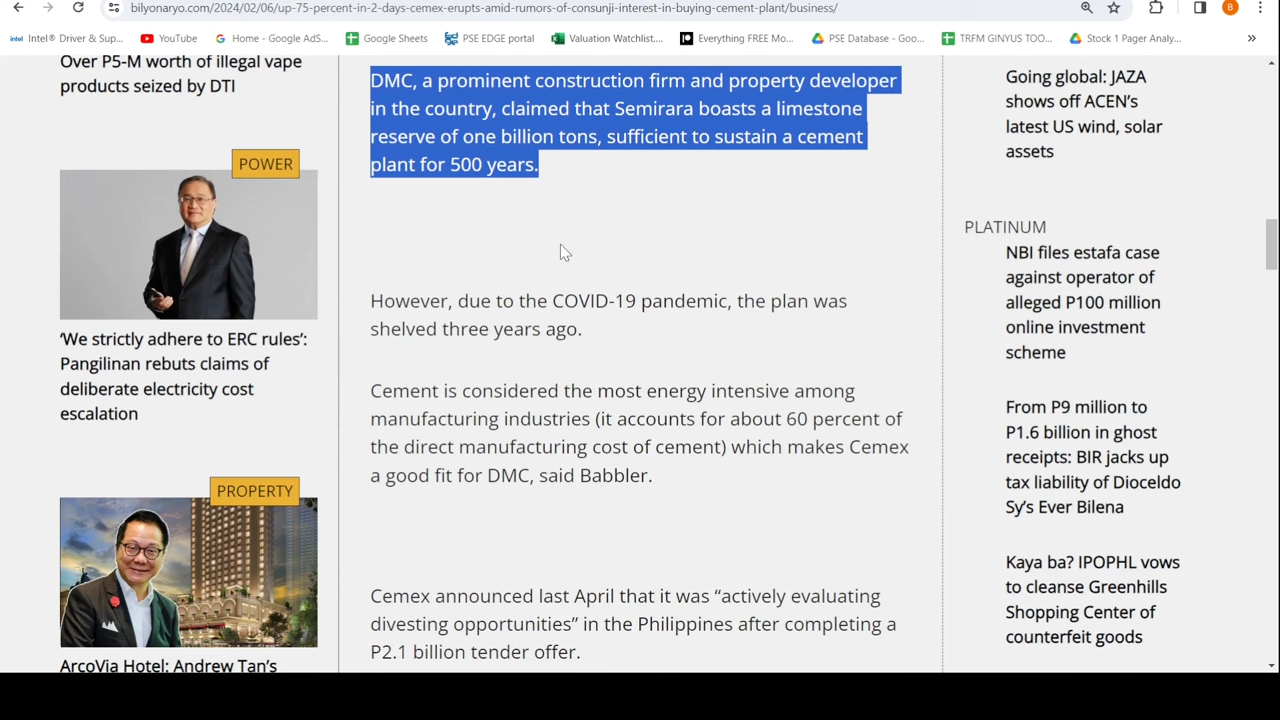 bilyonaryo.com/2024/02/06/up-75-percent-in-2-days-cemex-erupts-amid-rumors-of-consunji-interest-in-buying-cement-plant/business/
B
Intel® Driver & Sup...
YouTube
Home - Google AdS...
Google Sheets
PSE EDGE portal
Valuation Watchlist....
Everything FREE Mo...
PSE Database - Goo...
TRFM GINYUS TOO...
Stock 1 Pager Analy...
»
Over P5-M worth of illegal vape
products seized by DTI
POWER
‘We strictly adhere to ERC rules’:
Pangilinan rebuts claims of
deliberate electricity cost
escalation
PROPERTY
ArcoVia Hotel: Andrew Tan’s
DMC, a prominent construction firm and property developer
in the country, claimed that Semirara boasts a limestone
reserve of one billion tons, sufficient to sustain a cement
plant for 500 years.
However, due to the COVID-19 pandemic, the plan was
shelved three years ago.
Cement is considered the most energy intensive among
manufacturing industries (it accounts for about 60 percent of
the direct manufacturing cost of cement) which makes Cemex
a good fit for DMC, said Babbler.
Cemex announced last April that it was “actively evaluating
divesting opportunities” in the Philippines after completing a
P2.1 billion tender offer.
Going global: JAZA
shows off ACEN’s
latest US wind, solar
assets
PLATINUM
NBI files estafa case
against operator of
alleged P100 million
online investment
scheme
From P9 million to
P1.6 billion in ghost
receipts: BIR jacks up
tax liability of Dioceldo
Sy’s Ever Bilena
Kaya ba? IPOPHL vows
to cleanse Greenhills
Shopping Center of
counterfeit goods